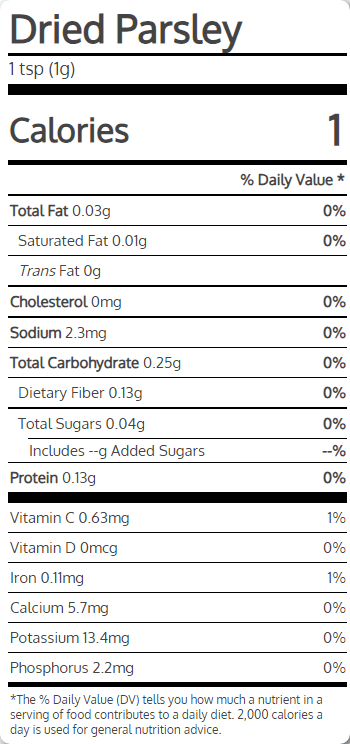 Dried Parsley
1 tsp (1g)
Calories 1
% Daily Value *
Total Fat 0.03g 0%
Saturated Fat 0.01g 0%
Trans Fat 0g
Cholesterol 0mg 0%
Sodium 2.3mg 0%
Total Carbohydrate 0.25g 0%
Dietary Fiber 0.13g 0%
Total Sugars 0.04g 0%
Includes --g Added Sugars --%
Protein 0.13g 0%
Vitamin C 0.63mg 1%
Vitamin D 0mcg 0%
Iron 0.11mg 1%
Calcium 5.7mg 0%
Potassium 13.4mg 0%
Phosphorus 2.2mg 0%
*The % Daily Value (DV) tells you how much a nutrient in a
serving of food contributes to a daily diet. 2,000 calories a
day is used for general nutrition advice.